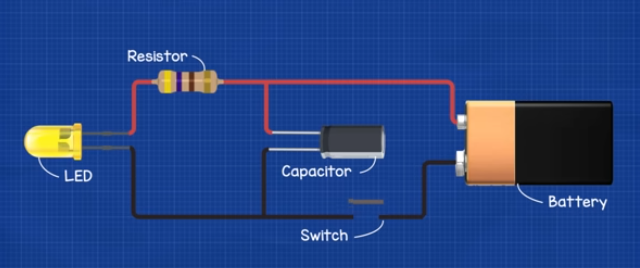 Resistor
LED
Capacitor
Battery
Switch